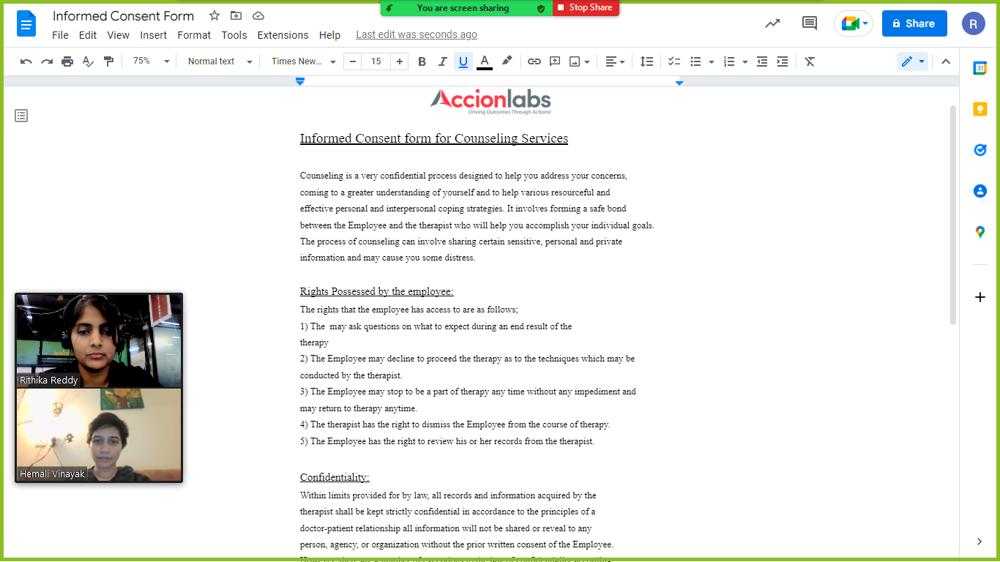 You are screen sharing
Stop Share
Informed Consent Form
File Edit View Insert Format Tools Extensions Help Last edit was seconds ago
Share
R
75% Normal text Times New... 15 B I U A
31
Accionlabs
Driving Outcomes Through Actions!
Informed Consent form for Counseling Services
Counseling is a very confidential process designed to help you address your concerns,
coming to a greater understanding of yourself and to help various resourceful and
effective personal and interpersonal coping strategies. It involves forming a safe bond
between the Employee and the therapist who will help you accomplish your individual goals.
The process of counseling can involve sharing certain sensitive, personal and private
information and may cause you some distress.
Rights Possessed by the employee:
The rights that the employee has access to are as follows;
1) The  may ask questions on what to expect during an end result of the
therapy
2) The Employee may decline to proceed the therapy as to the techniques which may be
conducted by the therapist.
3) The Employee may stop to be a part of therapy any time without any impediment and
may return to therapy anytime.
4) The therapist has the right to dismiss the Employee from the course of therapy.
5) The Employee has the right to review his or her records from the therapist.
Confidentiality:
Within limits provided for by law, all records and information acquired by the
therapist shall be kept strictly confidential in accordance to the principles of a
doctor-patient relationship all information will not be shared or reveal to any
person, agency, or organization without the prior written consent of the Employee.
Rithika Reddy
Hemali Vinayak